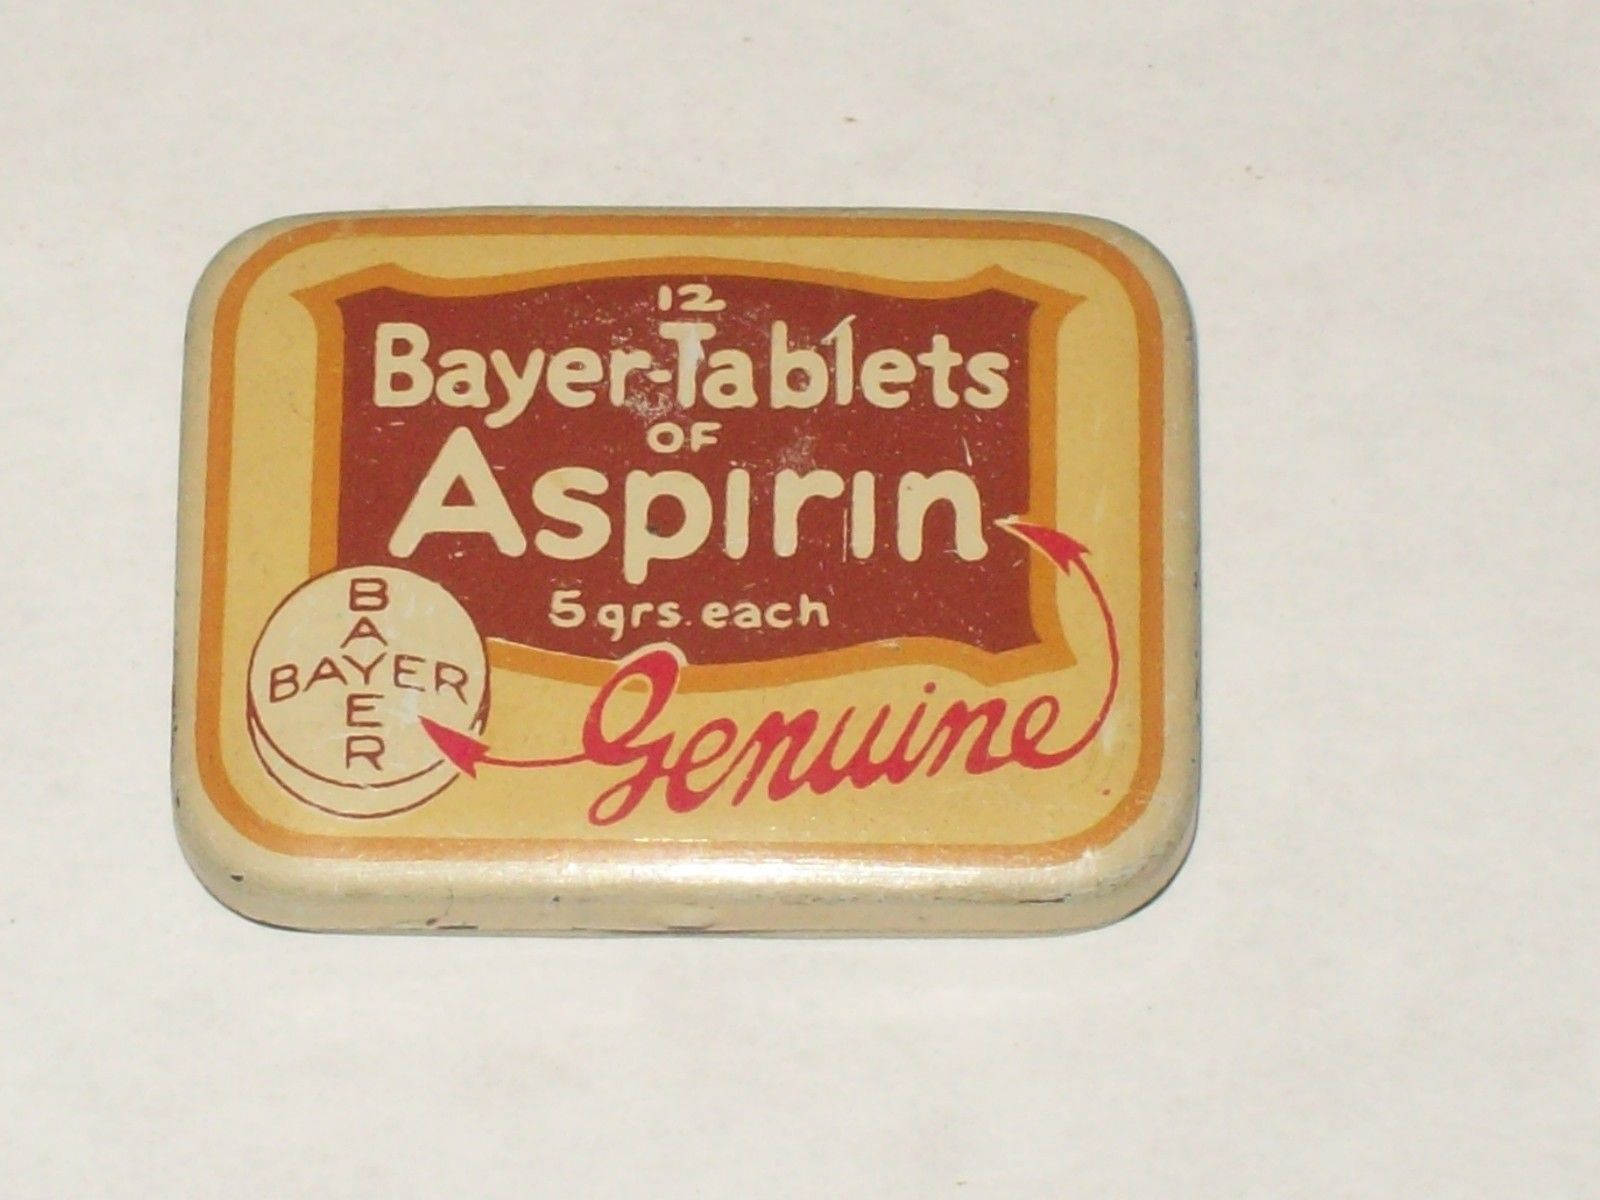 12
Bayer-Tablets
OF
Aspirin
5 grs. each
BAYER
BAYER
Genuine